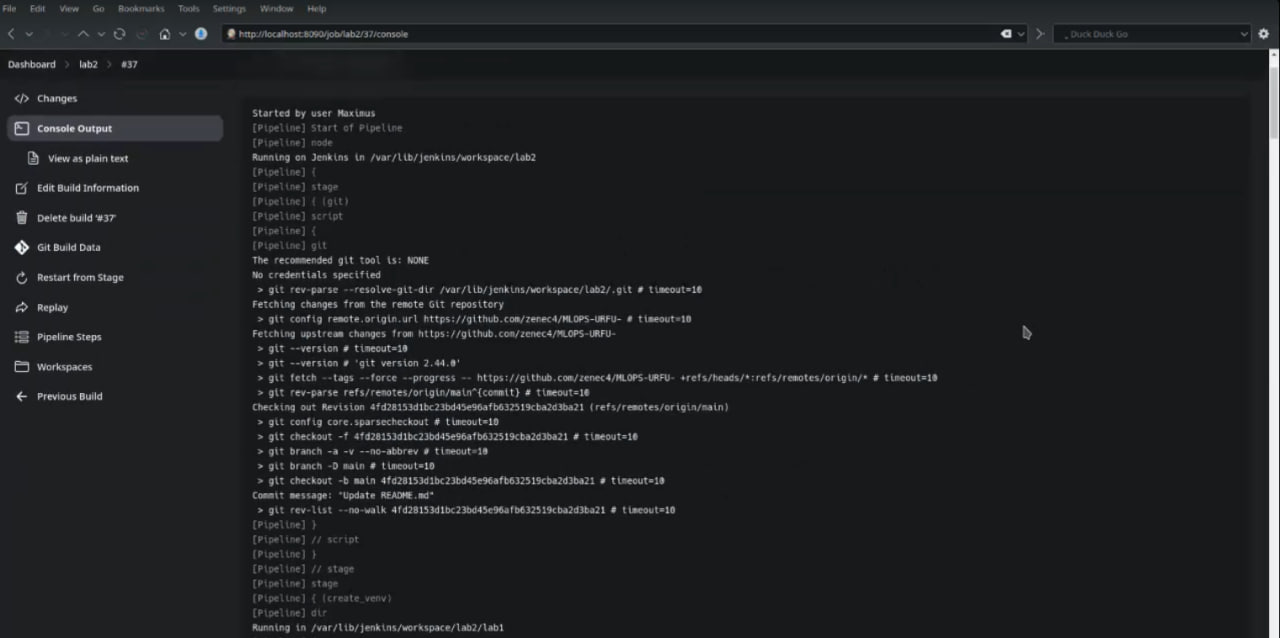 File Edit View Go Bookmarks Tools Settings Window Help
http://localhost:8090/job/lab2/37/console
Duck Duck Go
Dashboard > lab2 > #37
Changes
Console Output
View as plain text
Edit Build Information
Delete build '#37'
Git Build Data
Restart from Stage
Replay
Pipeline Steps
Workspaces
Previous Build
Started by user Maximus
[Pipeline] Start of Pipeline
[Pipeline] node
Running on Jenkins in /var/lib/jenkins/workspace/lab2
[Pipeline] {
[Pipeline] stage
[Pipeline] { (git)
[Pipeline] script
[Pipeline] {
[Pipeline] git
The recommended git tool is: NONE
No credentials specified
> git rev-parse --resolve-git-dir /var/lib/jenkins/workspace/lab2/.git # timeout=10
Fetching changes from the remote Git repository
> git config remote.origin.url https://github.com/zenec4/MLOPS-URFU- # timeout=10
Fetching upstream changes from https://github.com/zenec4/MLOPS-URFU-
> git --version # timeout=10
> git --version # 'git version 2.44.0'
> git fetch --tags --force --progress -- https://github.com/zenec4/MLOPS-URFU- +refs/heads/*:refs/remotes/origin/* # timeout=10
> git rev-parse refs/remotes/origin/main^{commit} # timeout=10
Checking out Revision 4fd28153d1bc23bd45e96afb632519cba2d3ba21 (refs/remotes/origin/main)
> git config core.sparsecheckout # timeout=10
> git checkout -f 4fd28153d1bc23bd45e96afb632519cba2d3ba21 # timeout=10
> git branch -a -v --no-abbrev # timeout=10
> git branch -D main # timeout=10
> git checkout -b main 4fd28153d1bc23bd45e96afb632519cba2d3ba21 # timeout=10
Commit message: "Update README.md"
> git rev-list --no-walk 4fd28153d1bc23bd45e96afb632519cba2d3ba21 # timeout=10
[Pipeline] }
[Pipeline] // script
[Pipeline] }
[Pipeline] // stage
[Pipeline] stage
[Pipeline] { (create_venv)
[Pipeline] dir
Running in /var/lib/jenkins/workspace/lab2/lab1